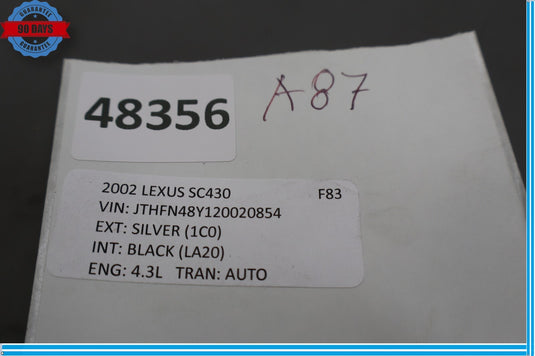 GUARANTEE
90 DAYS
GUARANTEE
48356
A87
2002 LEXUS SC430 F83
VIN: JTHFN48Y120020854
EXT: SILVER (1C0)
INT: BLACK (LA20)
ENG: 4.3L TRAN: AUTO